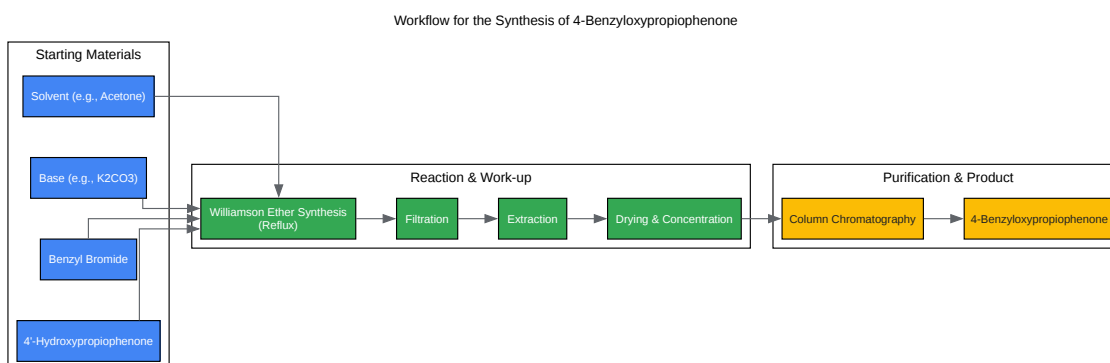 Workflow for the Synthesis of 4-Benzyloxypropiophenone
Starting Materials
Solvent (e.g., Acetone)
Base (e.g., K2CO3)
Benzyl Bromide
4'-Hydroxypropiophenone
Reaction & Work-up
Williamson Ether Synthesis
(Reflux)
Filtration
Extraction
Drying & Concentration
Purification & Product
Column Chromatography
4-Benzyloxypropiophenone